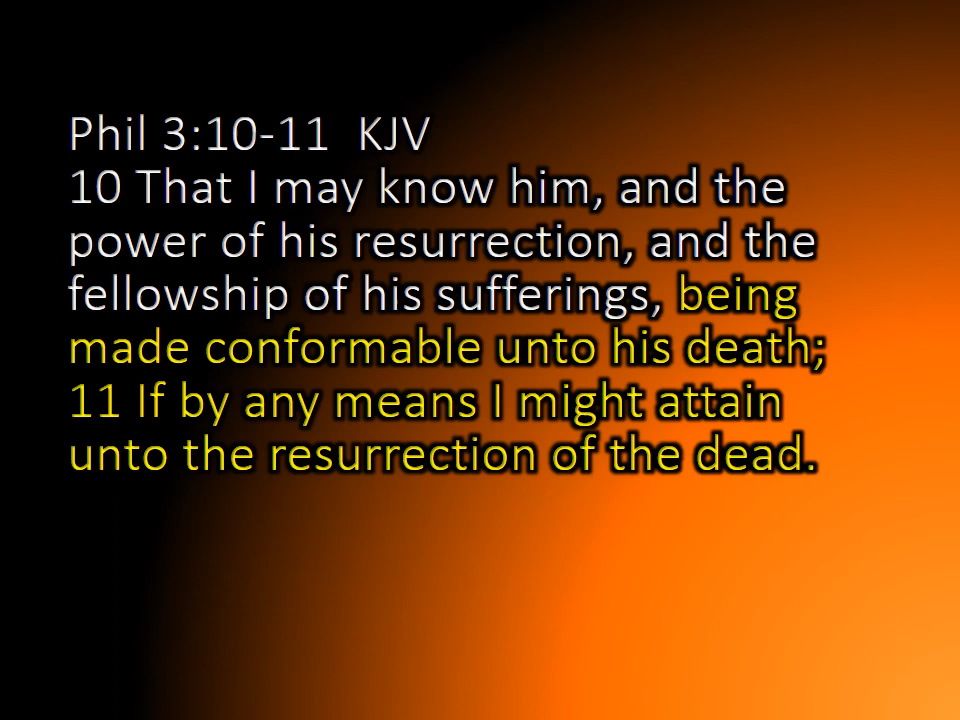 Phil 3:10-11  KJV
10 That I may know him, and the
power of his resurrection, and the
fellowship of his sufferings, being
made conformable unto his death;
11 If by any means I might attain
unto the resurrection of the dead.